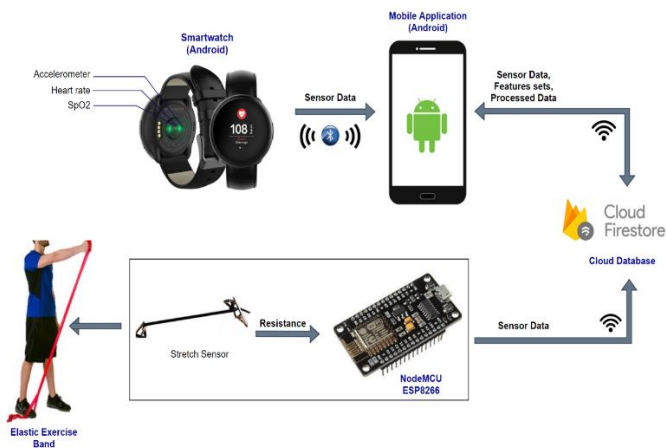 Smartwatch
(Android)
Mobile Application
(Android)
Accelerometer
Heart rate
SpO2
108
Sensor Data
Sensor Data,
Features sets,
Processed Data
Cloud
Firestore
Cloud Database
Stretch Sensor
Resistance
NodeMCU
ESP8266
Sensor Data
Elastic Exercise
Band